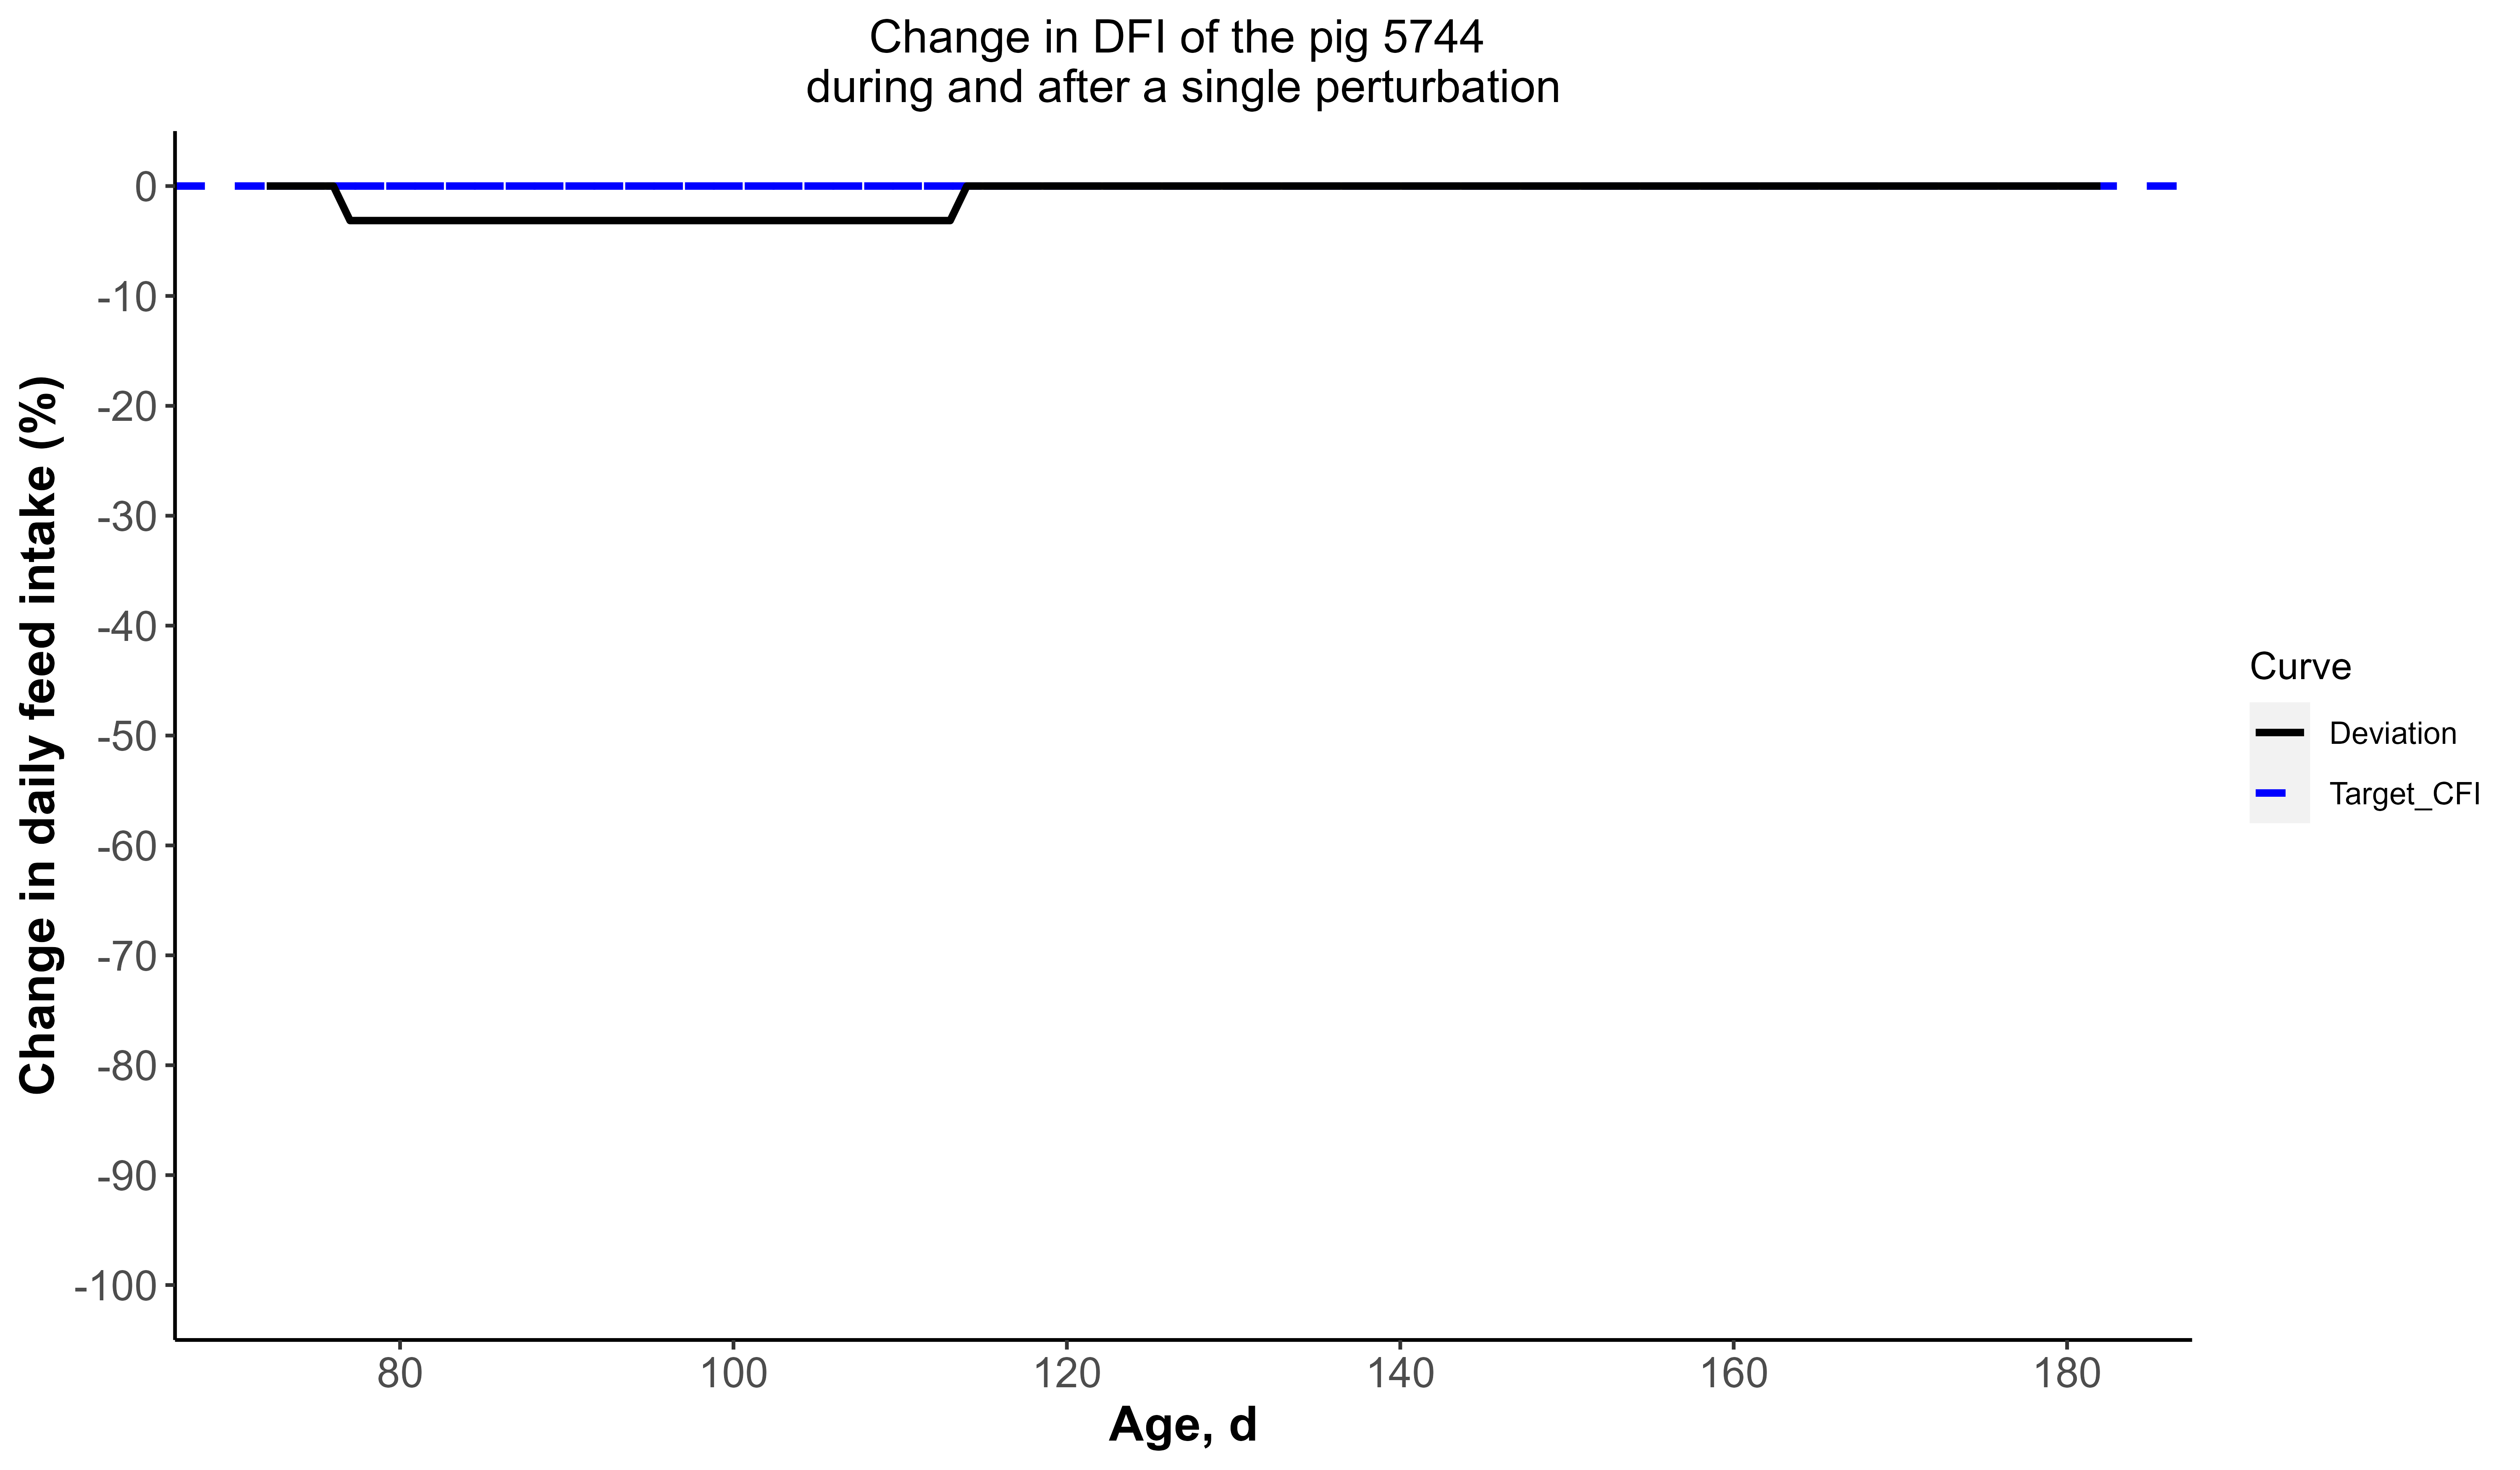 Change in DFI of the pig 5744
during and after a single perturbation
Change in daily feed intake (%)
0
-10
-20
-30
-40
-50
-60
-70
-80
-90
-100
80 100 120 140 160 180
Age, d
Curve
Deviation
Target_CFI